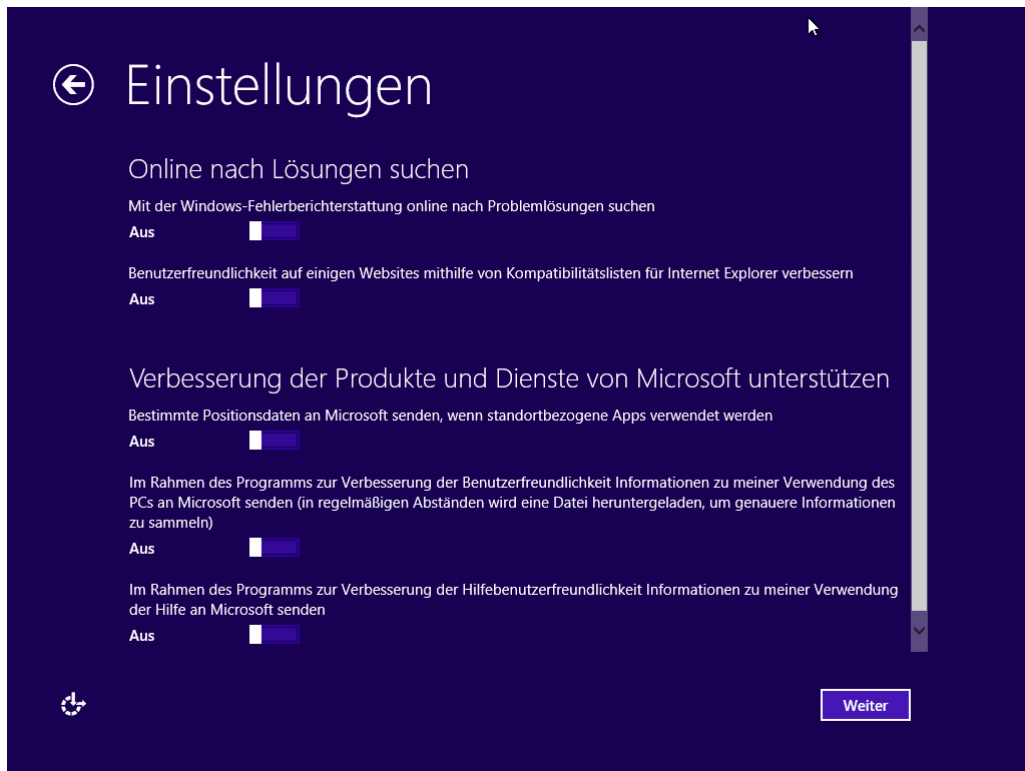 Einstellungen
Online nach Lösungen suchen
Mit der Windows-Fehlerberichterstattung online nach Problemlösungen suchen
Aus
Benutzerfreundlichkeit auf einigen Websites mithilfe von Kompatibilitätslisten für Internet Explorer verbessern
Aus
Verbesserung der Produkte und Dienste von Microsoft unterstützen
Bestimmte Positionsdaten an Microsoft senden, wenn standortbezogene Apps verwendet werden
Aus
Im Rahmen des Programms zur Verbesserung der Benutzerfreundlichkeit Informationen zu meiner Verwendung des
PCs an Microsoft senden (in regelmäßigen Abständen wird eine Datei heruntergeladen, um genauere Informationen
zu sammeln)
Aus
Im Rahmen des Programms zur Verbesserung der Hilfebenutzerfreundlichkeit Informationen zu meiner Verwendung
der Hilfe an Microsoft senden
Aus
Weiter